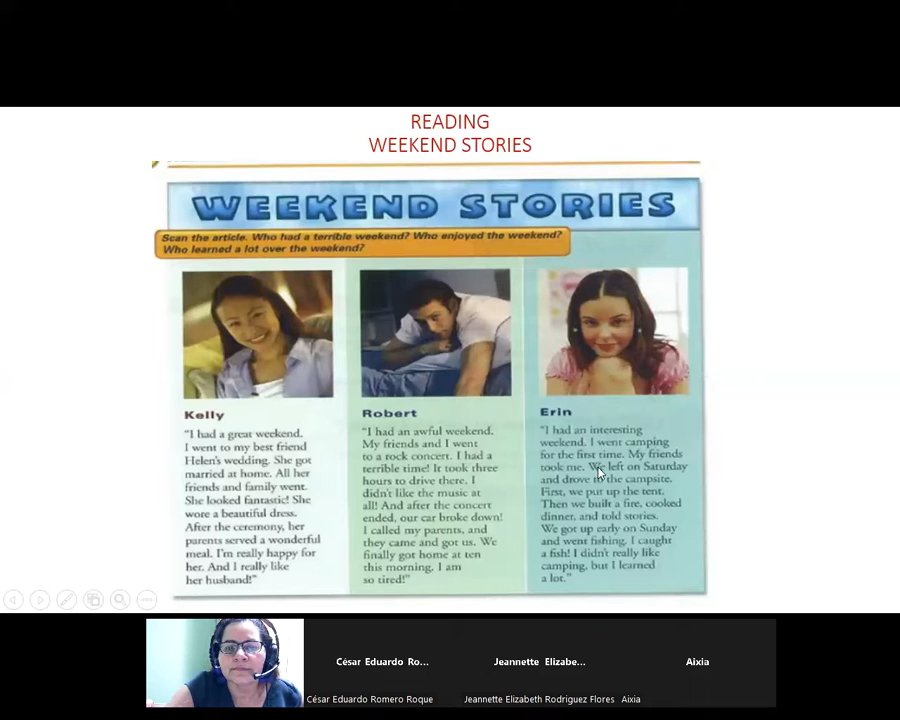 READING
WEEKEND STORIES
WEEKEND STORIES
Scan the article. Who had a terrible weekend? Who enjoyed the weekend?
Who learned a lot over the weekend?
Kelly
"I had a great weekend.
I went to my best friend
Helen's wedding. She got
married at home. All her
friends and family went.
She looked fantastic! She
wore a beautiful dress.
After the ceremony, her
parents served a wonderful
meal. I'm really happy for
her. And I really like
her husband!"
Robert
"I had an awful weekend.
My friends and I went
to a rock concert. I had a
terrible time! It took three
hours to drive there. I
didn't like the music at
all! And after the concert
ended, our car broke down!
I called my parents, and
they came and got us. We
finally got home at ten
this morning. I am
so tired!"
Erin
"I had an interesting
weekend. I went camping
for the first time. My friends
took me. We left on Saturday
and drove to the campsite.
First, we put up the tent.
Then we built a fire, cooked
dinner, and told stories.
We got up early on Sunday
and went fishing. I caught
a fish! I didn't really like
camping, but I learned
a lot."
César Eduardo Ro...
Jeannette Elizabe...
Aixia
César Eduardo Romero Roque
Jeannette Elizabeth Rodriguez Flores
Aixia